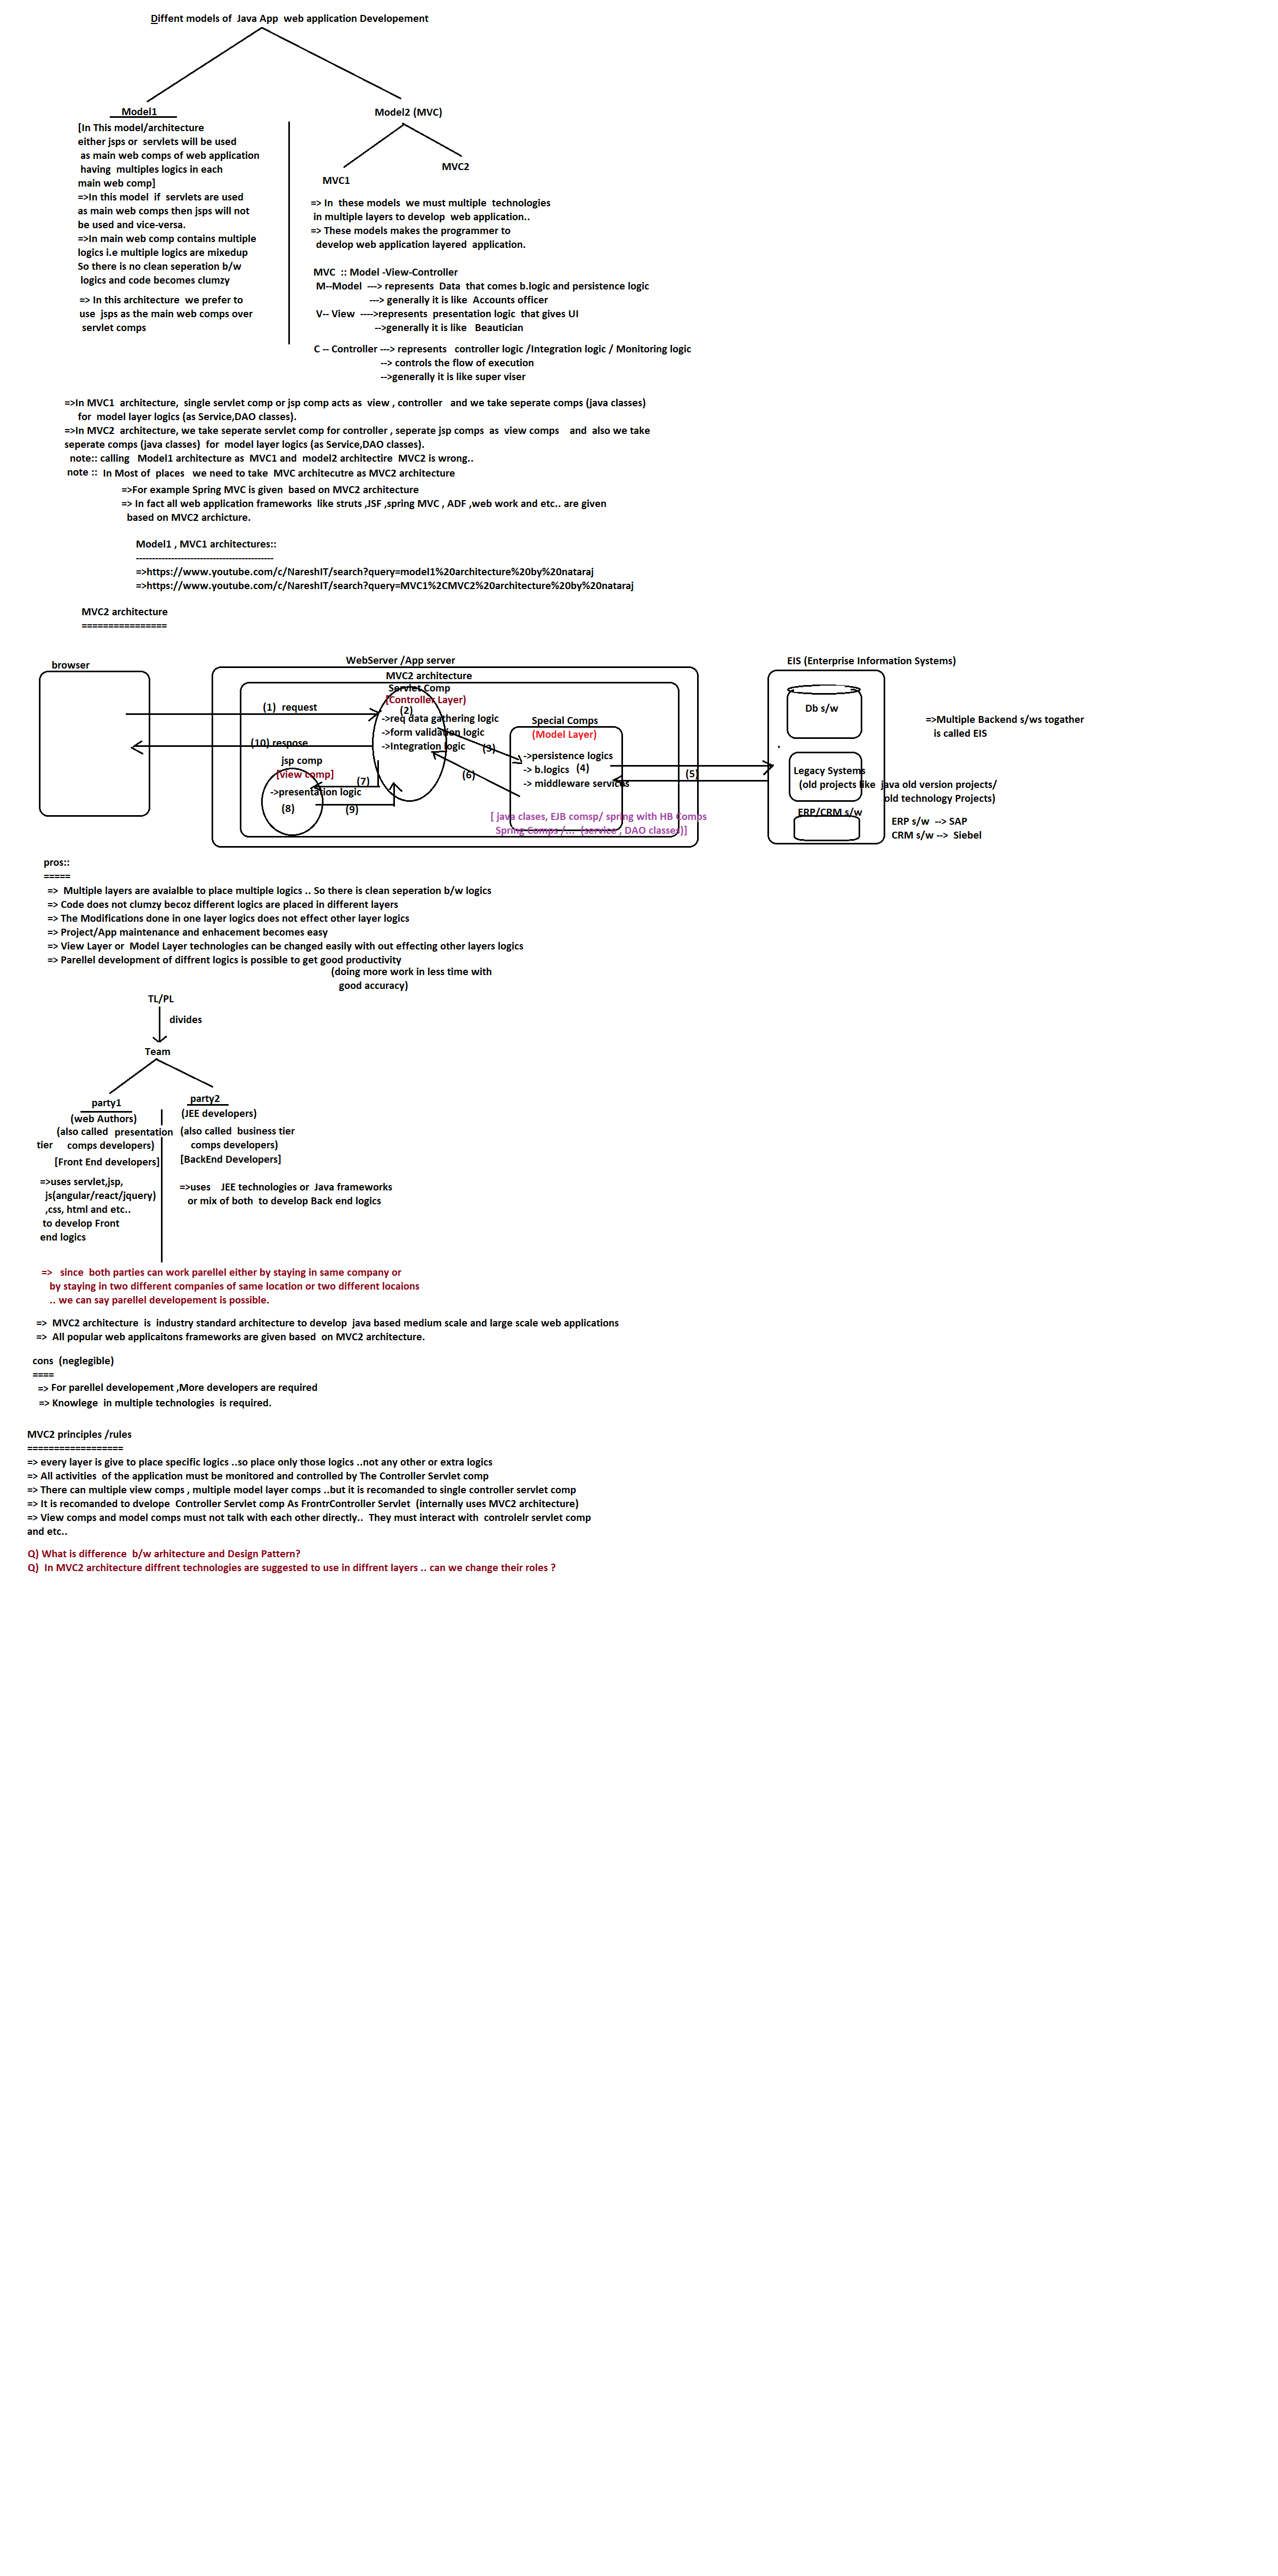 Diffent models of  Java App  web application Developement
Model1
[In This model/architecture
either jsps or  servlets will be used
as main web comps of web application
having  multiples logics in each
main web comp]
=>In this model  if  servlets are used
as main web comps then jsps will not
be used and vice-versa.
=>In main web comp contains multiple
logics i.e multiple logics are mixedup
So there is no clean seperation b/w
logics and code becomes clumzy
=> In this architecture  we prefer to
use  jsps as the main web comps over
servlet comps
Model2 (MVC)
MVC1
MVC2
=> In  these models  we must multiple  technologies
in multiple layers to develop  web application..
=> These models makes the programmer to
develop web application layered  application.
MVC  :: Model -View-Controller
M--Model  ---> represents  Data  that comes b.logic and persistence logic
---> generally it is like  Accounts officer
V-- View  ---->represents  presentation logic  that gives UI
-->generally it is like   Beautician
C -- Controller ---> represents   controller logic /Integration logic / Monitoring logic
--> controls the flow of execution
-->generally it is like super viser
=>In MVC1  architecture,  single servlet comp or jsp comp acts as  view , controller   and we take seperate comps (java classes)
for  model layer logics (as Service,DAO classes).
=>In MVC2  architecture, we take seperate servlet comp for controller , seperate jsp comps  as  view comps    and  also we take
seperate comps (java classes)  for  model layer logics (as Service,DAO classes).
note:: calling   Model1 architecture as  MVC1 and  model2 architectire  MVC2 is wrong..
note ::  In Most of  places   we need to take  MVC architecutre as MVC2 architecture
=>For example Spring MVC is given  based on MVC2 architecture
=> In fact all web application frameworks  like struts ,JSF ,spring MVC , ADF ,web work and etc.. are given
based on MVC2 archicture.
Model1 , MVC1 architectures::
-------------------------------------------
=>https://www.youtube.com/c/NareshIT/search?query=model1%20architecture%20by%20nataraj
=>https://www.youtube.com/c/NareshIT/search?query=MVC1%2CMVC2%20architecture%20by%20nataraj
MVC2 architecture
================
browser
WebServer /App server
MVC2 architecture
Servlet Comp
[Controller Layer)
(1)  request
(2)
->req data gathering logic
->form validation logic
->Integration logic
(10) respose
(3)
jsp comp
[view comp]
->presentation logic
(7)
(8)
(9)
(6)
Special Comps
(Model Layer)
->persistence logics
-> b.logics   (4)
-> middleware services
(5)
[ java clases, EJB comsp/ spring with HB Comps
Spring Comps /...  (service , DAO classes)]
EIS (Enterprise Information Systems)
Db s/w
Legacy Systems
(old projects like  java old version projects/
old technology Projects)
ERP/CRM s/w
ERP s/w  --> SAP
CRM s/w -->  Siebel
=>Multiple Backend s/ws togather
is called EIS
pros::
=====
=>  Multiple layers are avaialble to place multiple logics .. So there is clean seperation b/w logics
=> Code does not clumzy becoz different logics are placed in different layers
=> The Modifications done in one layer logics does not effect other layer logics
=> Project/App maintenance and enhacement becomes easy
=> View Layer or  Model Layer technologies can be changed easily with out effecting other layers logics
=> Parellel development of diffrent logics is possible to get good productivity
(doing more work in less time with
good accuracy)
TL/PL
divides
Team
party1
(web Authors)
(also called  presentation
tier     comps developers)
[Front End developers]
=>uses servlet,jsp,
js(angular/react/jquery)
,css, html and etc..
to develop Front
end logics
party2
(JEE developers)
(also called  business tier
comps developers)
[BackEnd Developers]
=>uses    JEE technologies or  Java frameworks
or mix of both  to develop Back end logics
=>   since  both parties can work parellel either by staying in same company or
by staying in two different companies of same location or two different locaions
.. we can say parellel developement is possible.
=>  MVC2 architecture  is  industry standard architecture to develop  java based medium scale and large scale web applications
=>  All popular web applicaitons frameworks are given based  on MVC2 architecture.
cons  (neglegible)
====
=> For parellel developement ,More developers are required
=> Knowlege  in multiple technologies  is required.
MVC2 principles /rules
==================
=> every layer is give to place specific logics ..so place only those logics ..not any other or extra logics
=> All activities  of the application must be monitored and controlled by The Controller Servlet comp
=> There can multiple view comps , multiple model layer comps ..but it is recomanded to single controller servlet comp
=> It is recomanded to dvelope  Controller Servlet comp As FrontrController Servlet  (internally uses MVC2 architecture)
=> View comps and model comps must not talk with each other directly..  They must interact with  controlelr servlet comp
and etc..
Q) What is difference  b/w arhitecture and Design Pattern?
Q)  In MVC2 architecture diffrent technologies are suggested to use in diffrent layers .. can we change their roles ?